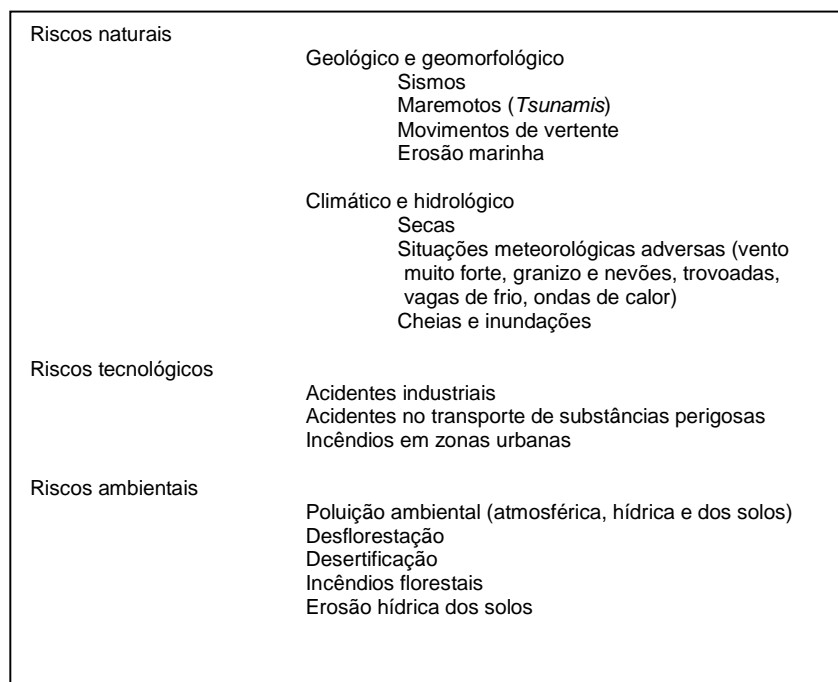 Riscos naturais
Geológico e geomorfológico
Sismos
Maremotos (Tsunamis)
Movimentos de vertente
Erosão marinha
Climático e hidrológico
Secas
Situações meteorológicas adversas (vento
muito forte, granizo e nevões, trovoadas,
vagas de frio, ondas de calor)
Cheias e inundações
Riscos tecnológicos
Acidentes industriais
Acidentes no transporte de substâncias perigosas
Incêndios em zonas urbanas
Riscos ambientais
Poluição ambiental (atmosférica, hídrica e dos solos)
Desflorestação
Desertificação
Incêndios florestais
Erosão hídrica dos solos